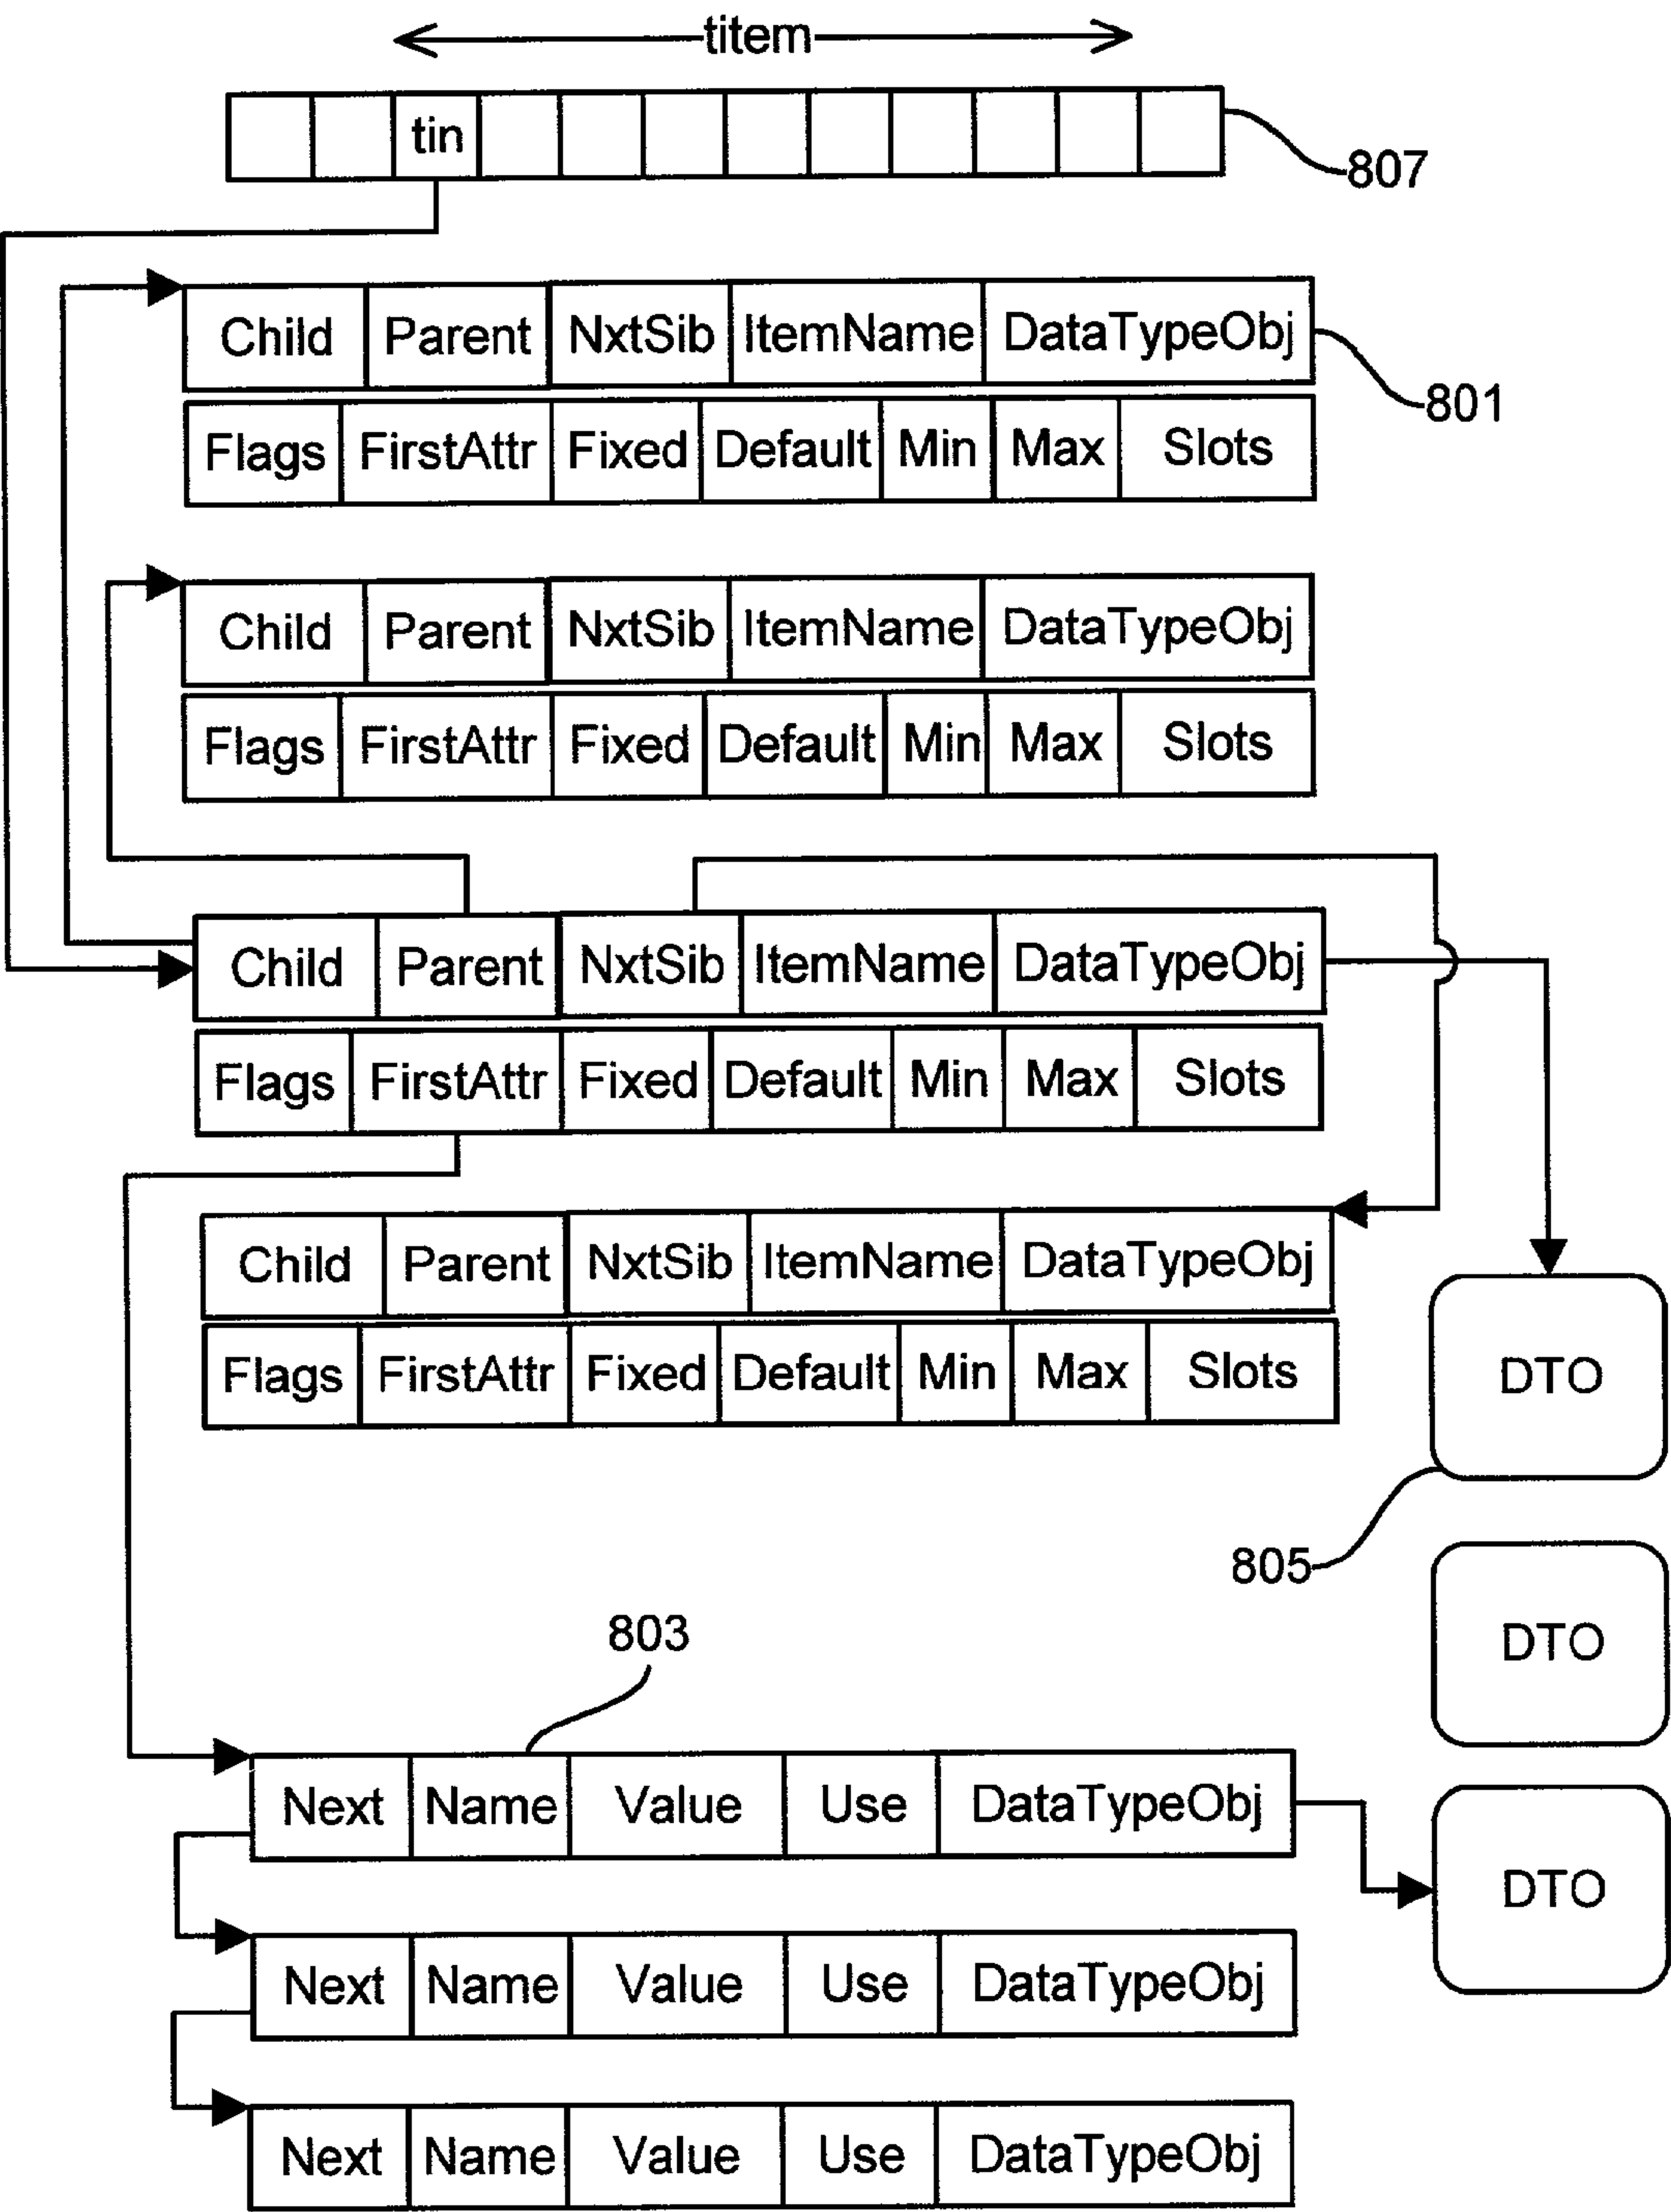 titem
tin
807
Child Parent NxtSib ItemName DataTypeObj
801
Flags FirstAttr Fixed Default Min Max Slots
Child Parent NxtSib ItemName DataTypeObj
Flags FirstAttr Fixed Default Min Max Slots
Child Parent NxtSib ItemName DataTypeObj
Flags FirstAttr Fixed Default Min Max Slots
Child Parent NxtSib ItemName DataTypeObj
Flags FirstAttr Fixed Default Min Max Slots
DTO
805
DTO
803
Next Name Value Use DataTypeObj
DTO
Next Name Value Use DataTypeObj
Next Name Value Use DataTypeObj